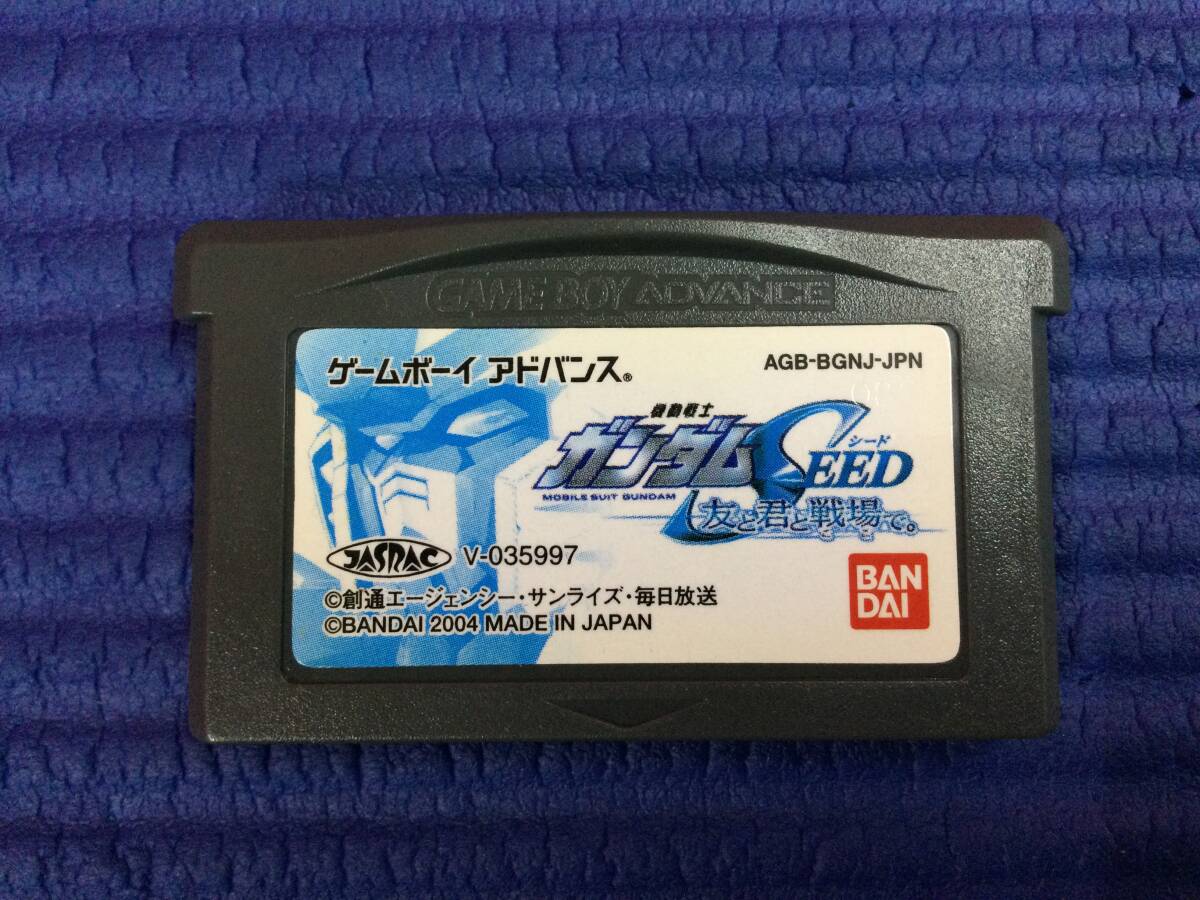 GAME BOY ADVANCE
ゲームボーイ アドバンス®
AGB-BGNJ-JPN
機動戦士
ガンダムSEED
シード
MOBILE SUIT GUNDAM
友と君と戦場で。
JASRAC V-035997
BAN
DAI
©創通エージェンシー・サンライズ・毎日放送
©BANDAI 2004 MADE IN JAPAN